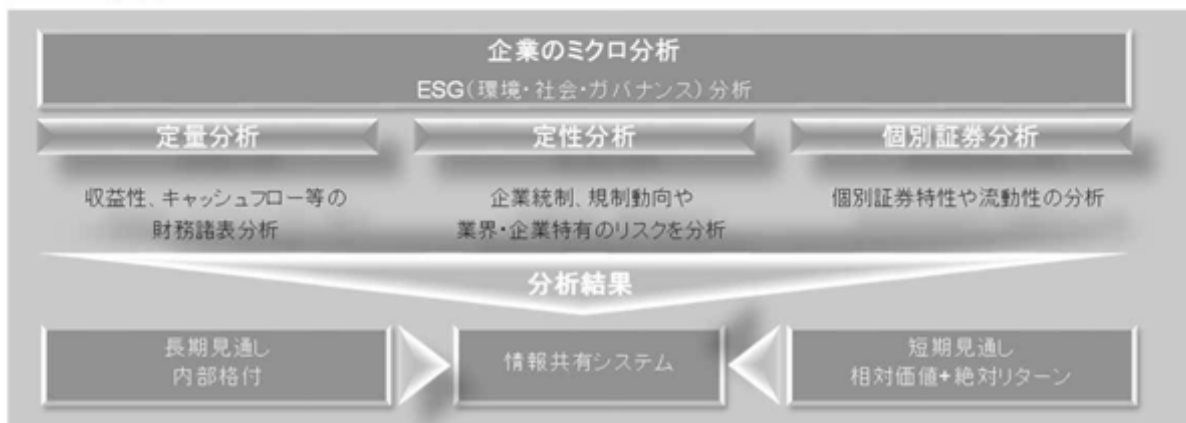 企業のミクロ分析
ESG(環境・社会・ガバナンス)分析
定量分析
収益性、キャッシュフロー等の
財務諸表分析
定性分析
企業統制、規制動向や
業界・企業特有のリスクを分析
個別証券分析
個別証券特性や流動性の分析
分析結果
長期見通し
内部格付
情報共有システム
短期見通し
相対価値+絶対リターン